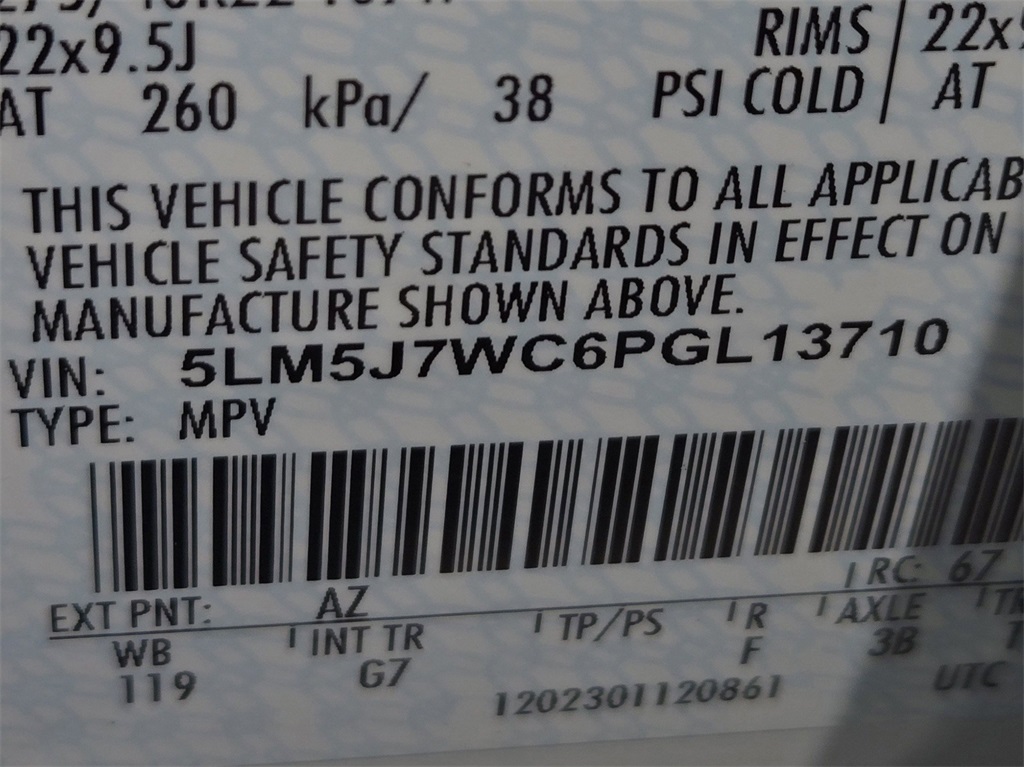 22x9.5J RIMS 22x
AT 260 kPa/ 38 PSI COLD AT
THIS VEHICLE CONFORMS TO ALL APPLICAB
VEHICLE SAFETY STANDARDS IN EFFECT ON
MANUFACTURE SHOWN ABOVE.
VIN: 5LM5J7WC6PGL13710
TYPE: MPV
EXT PNT: AZ RC: 67
WB INT TR TP/PS R AXLE
119 G7 F 3B
1202301120861 UTC